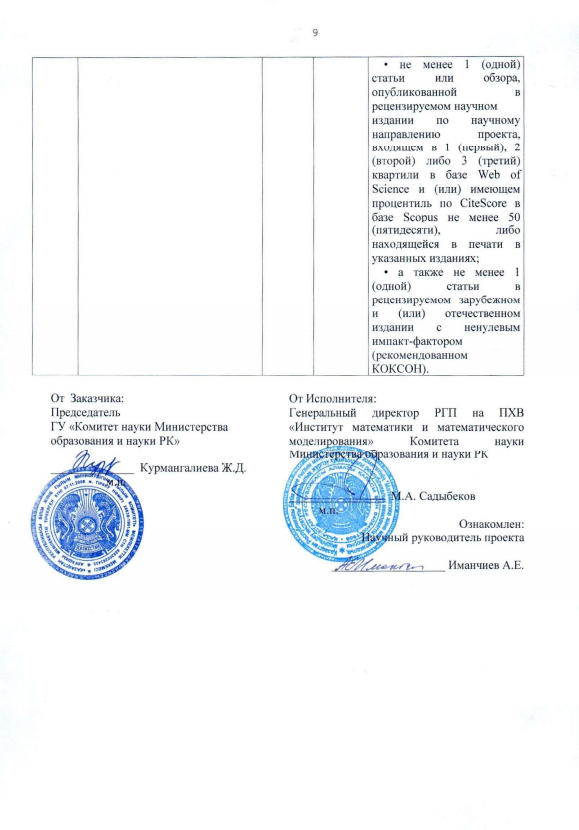 9
• не менее 1 (одной)
статьи или обзора,
опубликованной в
рецензируемом научном
издании по научному
направлению проекта,
входящем в 1 (первый), 2
(второй) либо 3 (третий)
квартили в базе Web of
Science и (или) имеющем
процентиль по CiteScore в
базе Scopus не менее 50
(пятидесяти), либо
находящейся в печати в
указанных изданиях;
• а также не менее 1
(одной) статьи в
рецензируемом зарубежном
и (или) отечественном
издании с ненулевым
импакт-фактором
(рекомендованном
КОКСОН).
От Заказчика:
Председатель
ГУ «Комитет науки Министерства
образования и науки РК»
Курмангалиева Ж.Д.
м.п.
От Исполнителя:
Генеральный директор РГП на ПХВ
«Институт математики и математического
моделирования» Комитета науки
Министерства образования и науки РК
М.А. Садыбеков
м.п.
Ознакомлен:
Научный руководитель проекта
Иманчиев А.Е.